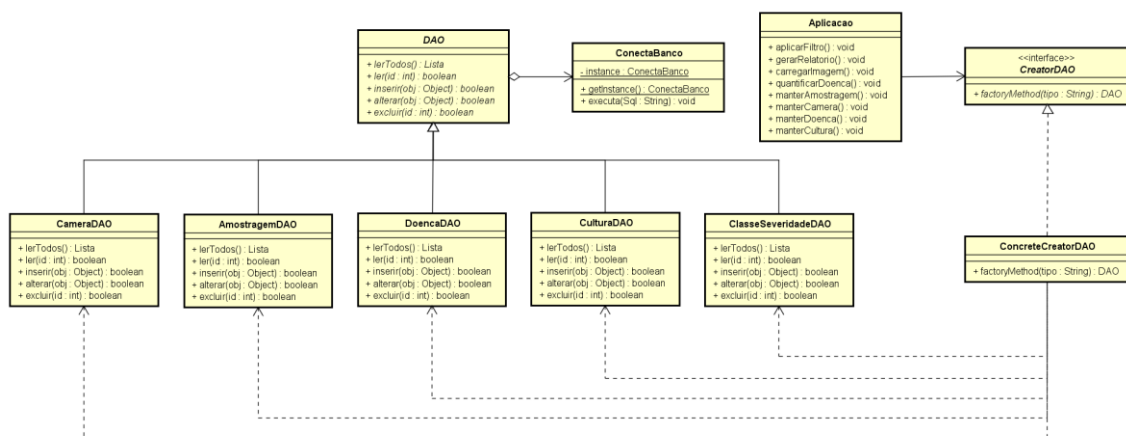 DAO
+ lerTodos() : Lista
+ ler(id : int) : boolean
+ inserir(obj : Object) : boolean
+ alterar(obj : Object) : boolean
+ excluir(id : int) : boolean
ConectaBanco
- instance : ConectaBanco
+ getInstance() : ConectaBanco
+ executa(Sql : String) : void
Aplicacao
+ aplicarFiltro() : void
+ gerarRelatorio() : void
+ carregarImagem() : void
+ quantificarDoenca() : void
+ manterAmostragem() : void
+ manterCamera() : void
+ manterDoenca() : void
+ manterCultura() : void
<<interface>>
CreatorDAO
+ factoryMethod(tipo : String) : DAO
CameraDAO
+ lerTodos() : Lista
+ ler(id : int) : boolean
+ inserir(obj : Object) : boolean
+ alterar(obj : Object) : boolean
+ excluir(id : int) : boolean
AmostragemDAO
+ lerTodos() : Lista
+ ler(id : int) : boolean
+ inserir(obj : Object) : boolean
+ alterar(obj : Object) : boolean
+ excluir(id : int) : boolean
DoencaDAO
+ lerTodos() : Lista
+ ler(id : int) : boolean
+ inserir(obj : Object) : boolean
+ alterar(obj : Object) : boolean
+ excluir(id : int) : boolean
CulturaDAO
+ lerTodos() : Lista
+ ler(id : int) : boolean
+ inserir(obj : Object) : boolean
+ alterar(obj : Object) : boolean
+ excluir(id : int) : boolean
ClasseSeveridadeDAO
+ lerTodos() : Lista
+ ler(id : int) : boolean
+ inserir(obj : Object) : boolean
+ alterar(obj : Object) : boolean
+ excluir(id : int) : boolean
ConcreteCreatorDAO
+ factoryMethod(tipo : String) : DAO